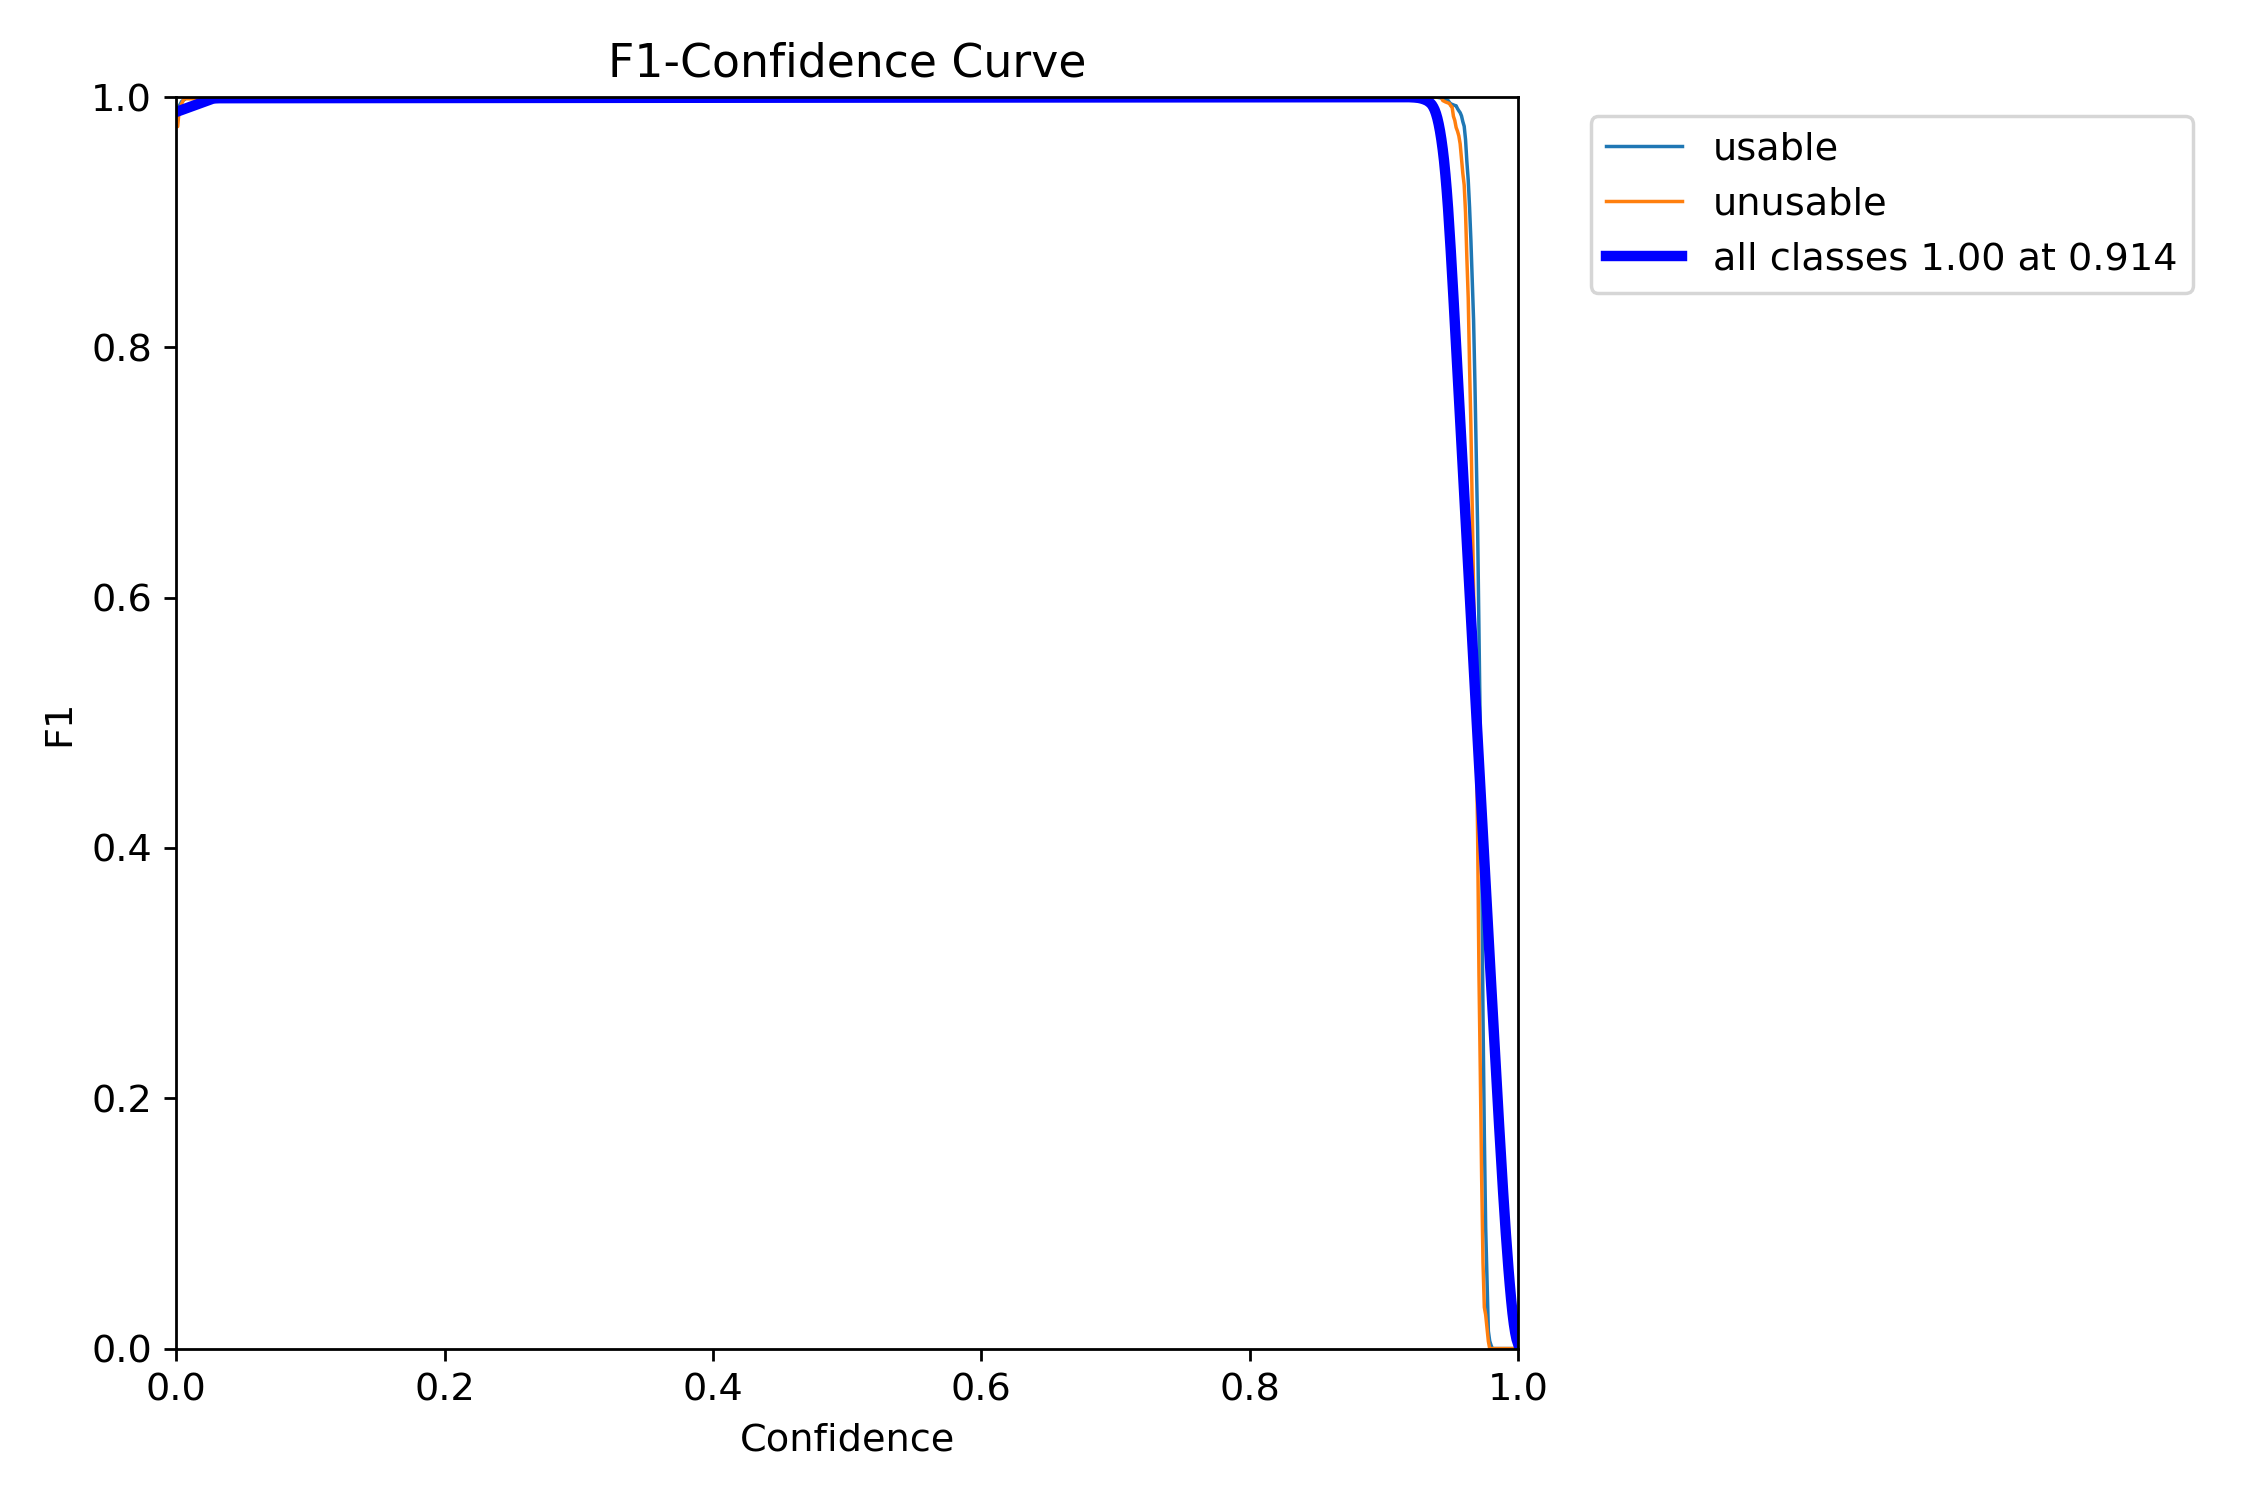 F1-Confidence Curve
1.0
0.8
0.6
0.4
0.2
0.0
F1
0.0 0.2 0.4 0.6 0.8 1.0
Confidence
usable
unusable
all classes 1.00 at 0.914